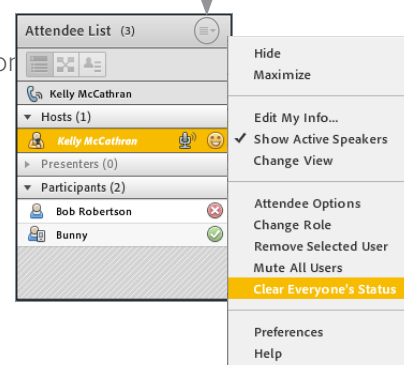 Attendee List (3)
or
Kelly McCathran
Hosts (1)
Kelly McCathran
Presenters (0)
Participants (2)
Bob Robertson
Bunny
Hide
Maximize
Edit My Info...
Show Active Speakers
Change View
Attendee Options
Change Role
Remove Selected User
Mute All Users
Clear Everyone's Status
Preferences
Help